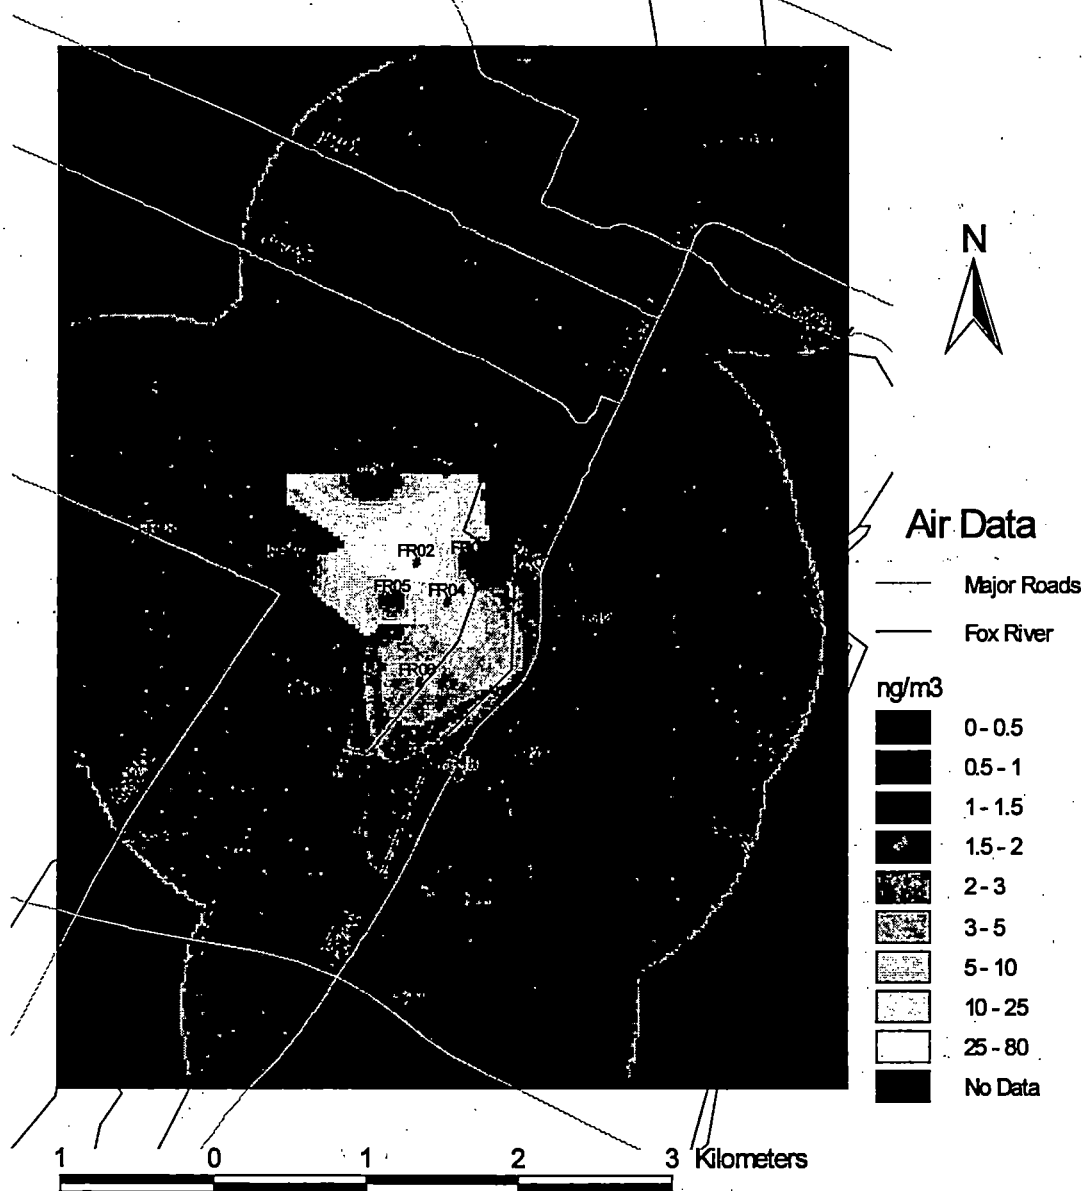 N
FR02
FR05
FR04
Air Data
Major Roads
Fox River
ng/m3
0 - 0.5
0.5 - 1
1 - 1.5
1.5 - 2
2 - 3
3 - 5
5 - 10
10 - 25
25 - 80
No Data
1 0 1 2 3 Kilometers